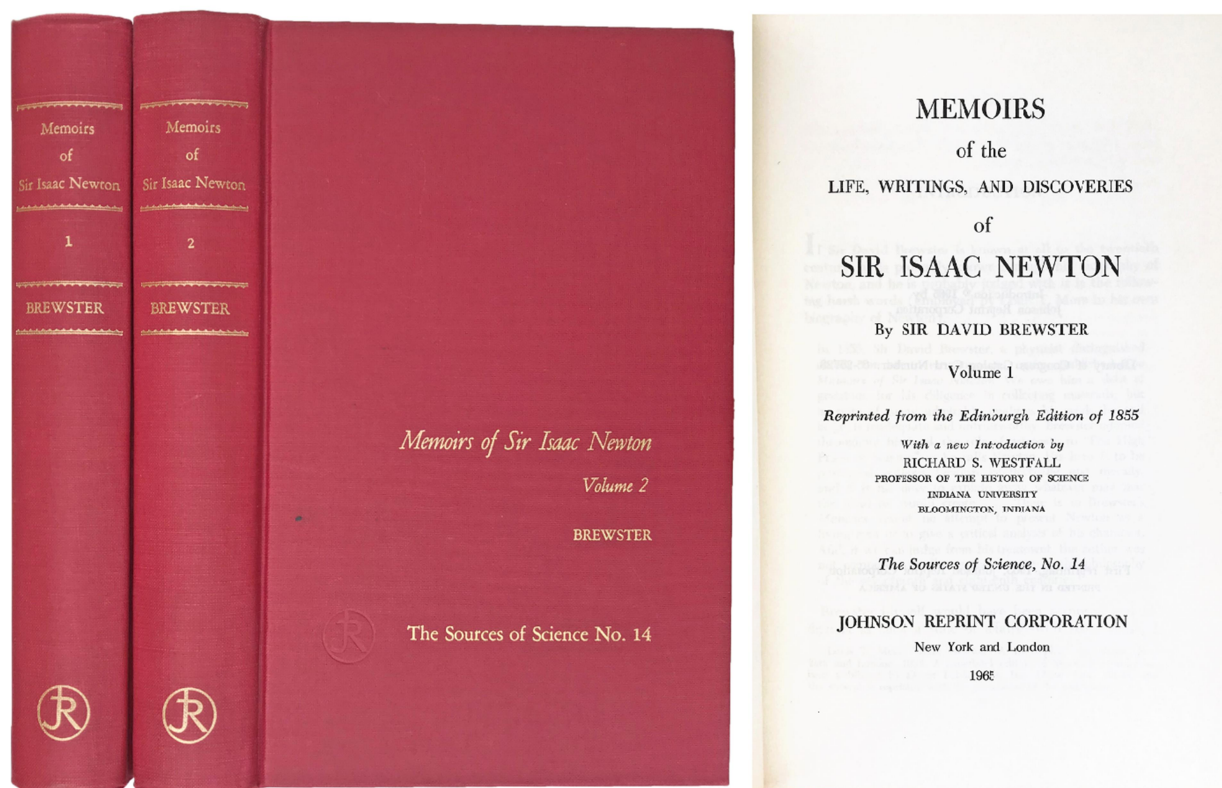 Memoirs
of
Sir Isaac Newton
1
BREWSTER
JR
Memoirs
of
Sir Isaac Newton
2
BREWSTER
JR
Memoirs of Sir Isaac Newton
Volume 2
BREWSTER
JR
The Sources of Science No. 14
MEMOIRS
of the
LIFE, WRITINGS, AND DISCOVERIES
of
SIR ISAAC NEWTON
By SIR DAVID BREWSTER
Volume 1
Reprinted from the Edinburgh Edition of 1855
With a new Introduction by
RICHARD S. WESTFALL
PROFESSOR OF THE HISTORY OF SCIENCE
INDIANA UNIVERSITY
BLOOMINGTON, INDIANA
The Sources of Science, No. 14
JOHNSON REPRINT CORPORATION
New York and London
1965